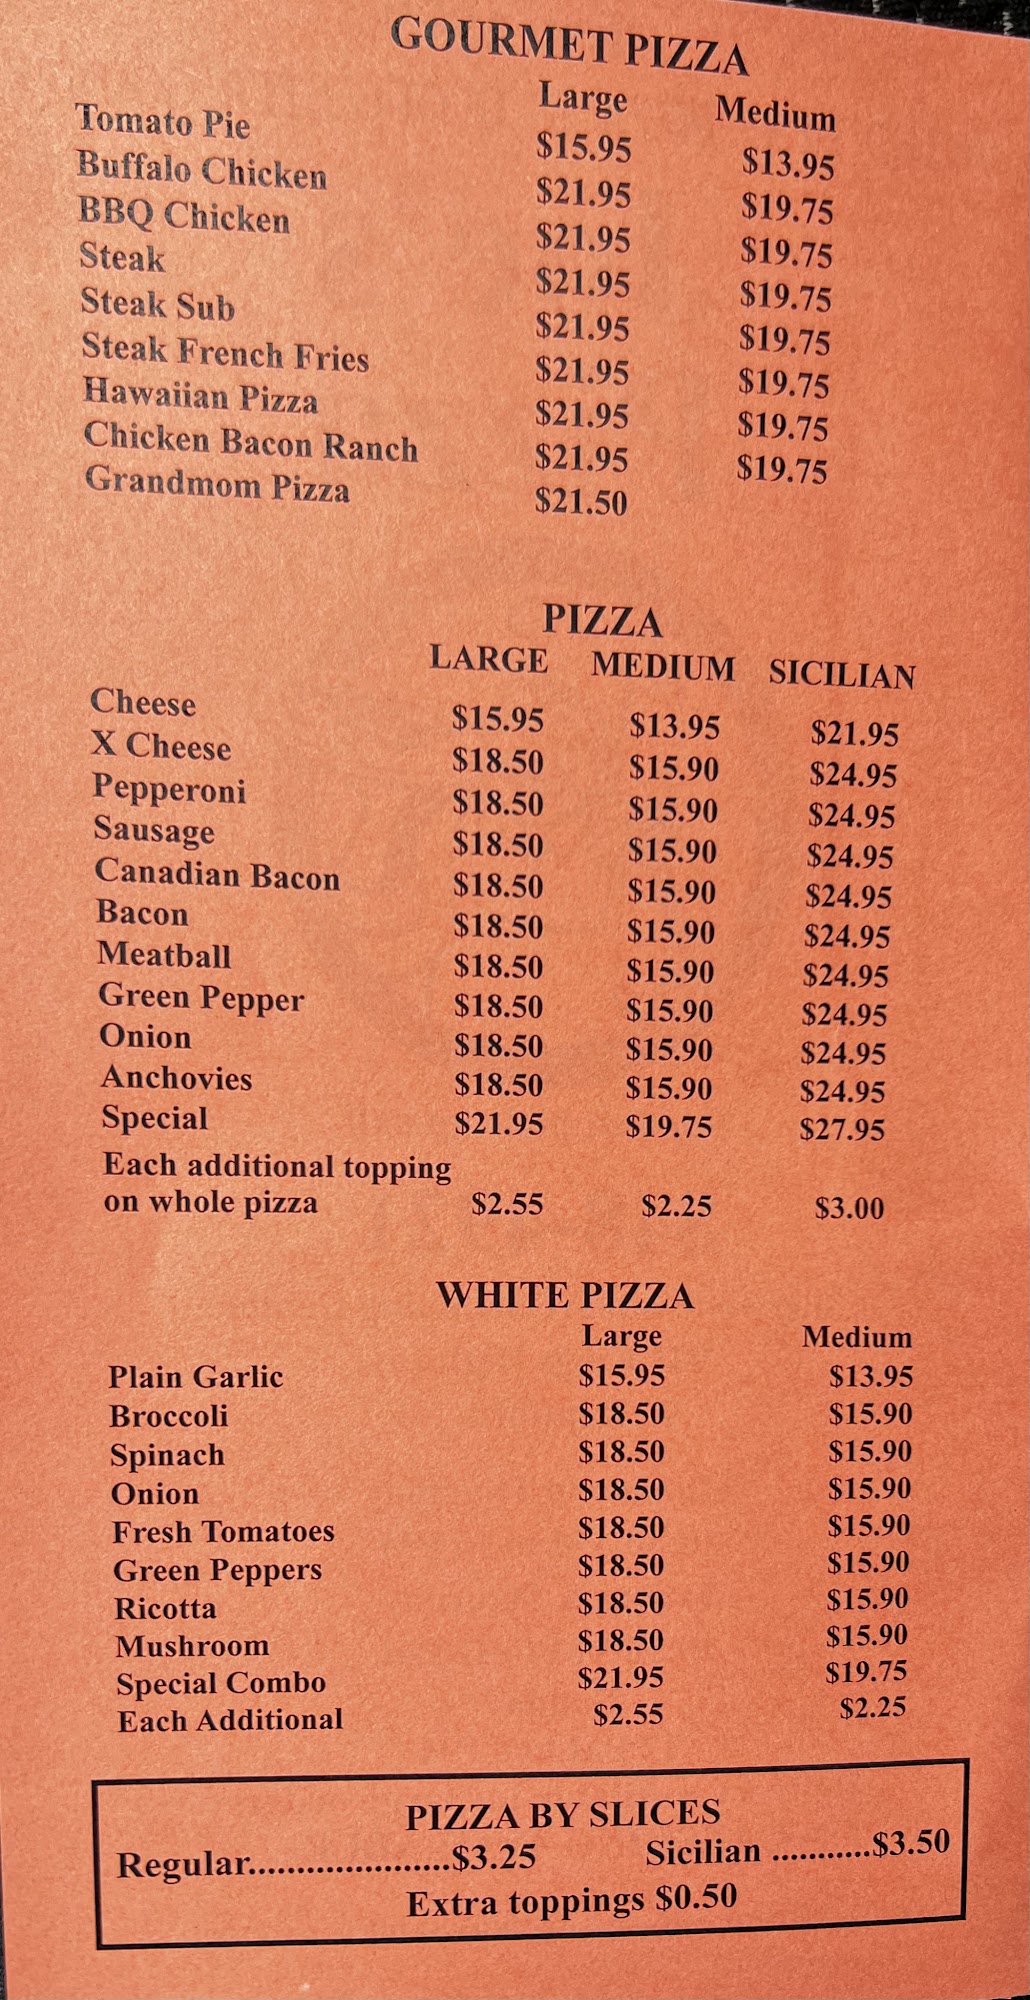 GOURMET PIZZA
Large Medium
Tomato Pie $15.95 $13.95
Buffalo Chicken $21.95 $19.75
BBQ Chicken $21.95 $19.75
Steak $21.95 $19.75
Steak Sub $21.95 $19.75
Steak French Fries $21.95 $19.75
Hawaiian Pizza $21.95 $19.75
Chicken Bacon Ranch $21.95 $19.75
Grandmom Pizza $21.50
PIZZA
LARGE MEDIUM SICILIAN
Cheese $15.95 $13.95 $21.95
X Cheese $18.50 $15.90 $24.95
Pepperoni $18.50 $15.90 $24.95
Sausage $18.50 $15.90 $24.95
Canadian Bacon $18.50 $15.90 $24.95
Bacon $18.50 $15.90 $24.95
Meatball $18.50 $15.90 $24.95
Green Pepper $18.50 $15.90 $24.95
Onion $18.50 $15.90 $24.95
Anchovies $18.50 $15.90 $24.95
Special $21.95 $19.75 $27.95
Each additional topping
on whole pizza $2.55 $2.25 $3.00
WHITE PIZZA
Large Medium
Plain Garlic $15.95 $13.95
Broccoli $18.50 $15.90
Spinach $18.50 $15.90
Onion $18.50 $15.90
Fresh Tomatoes $18.50 $15.90
Green Peppers $18.50 $15.90
Ricotta $18.50 $15.90
Mushroom $18.50 $15.90
Special Combo $21.95 $19.75
Each Additional $2.55 $2.25
PIZZA BY SLICES
Regular.....................$3.25 Sicilian ...........$3.50
Extra toppings $0.50